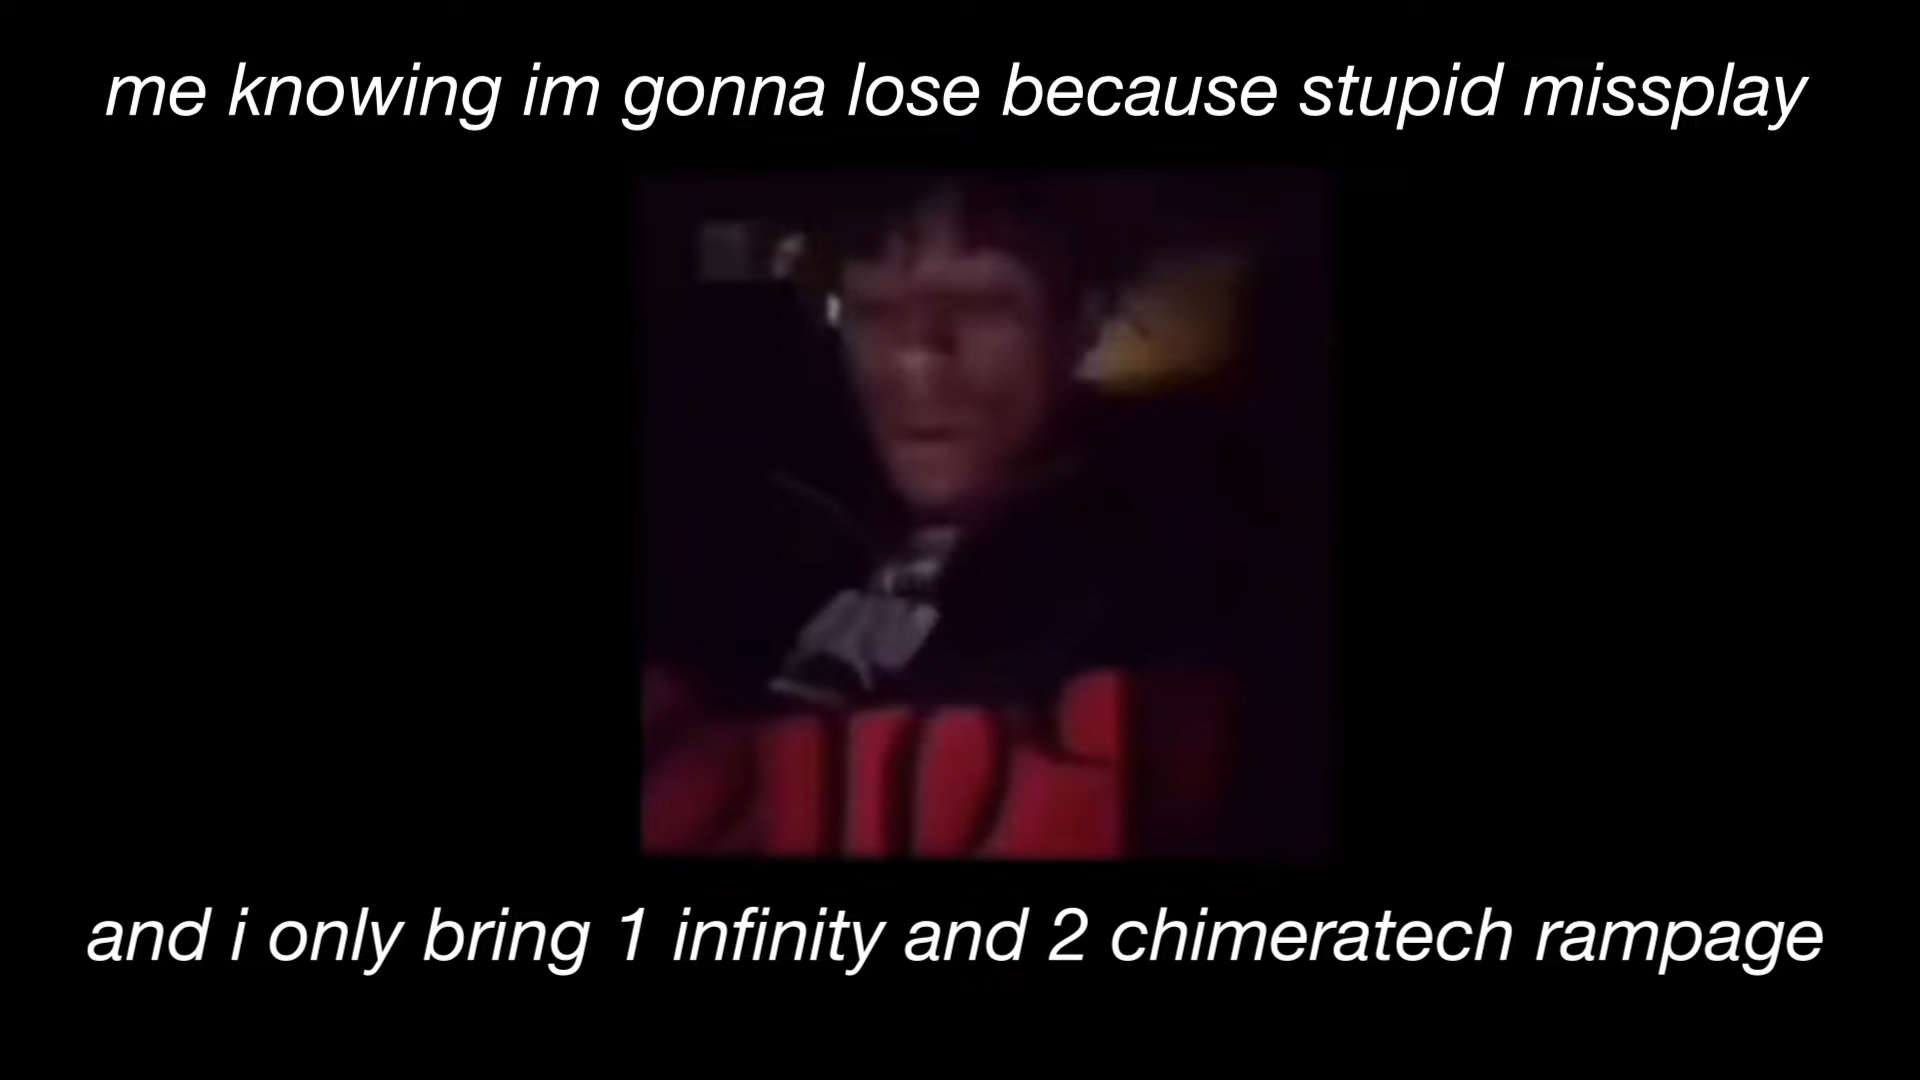 me knowing im gonna lose because stupid missplay
and i only bring 1 infinity and 2 chimeratech rampage